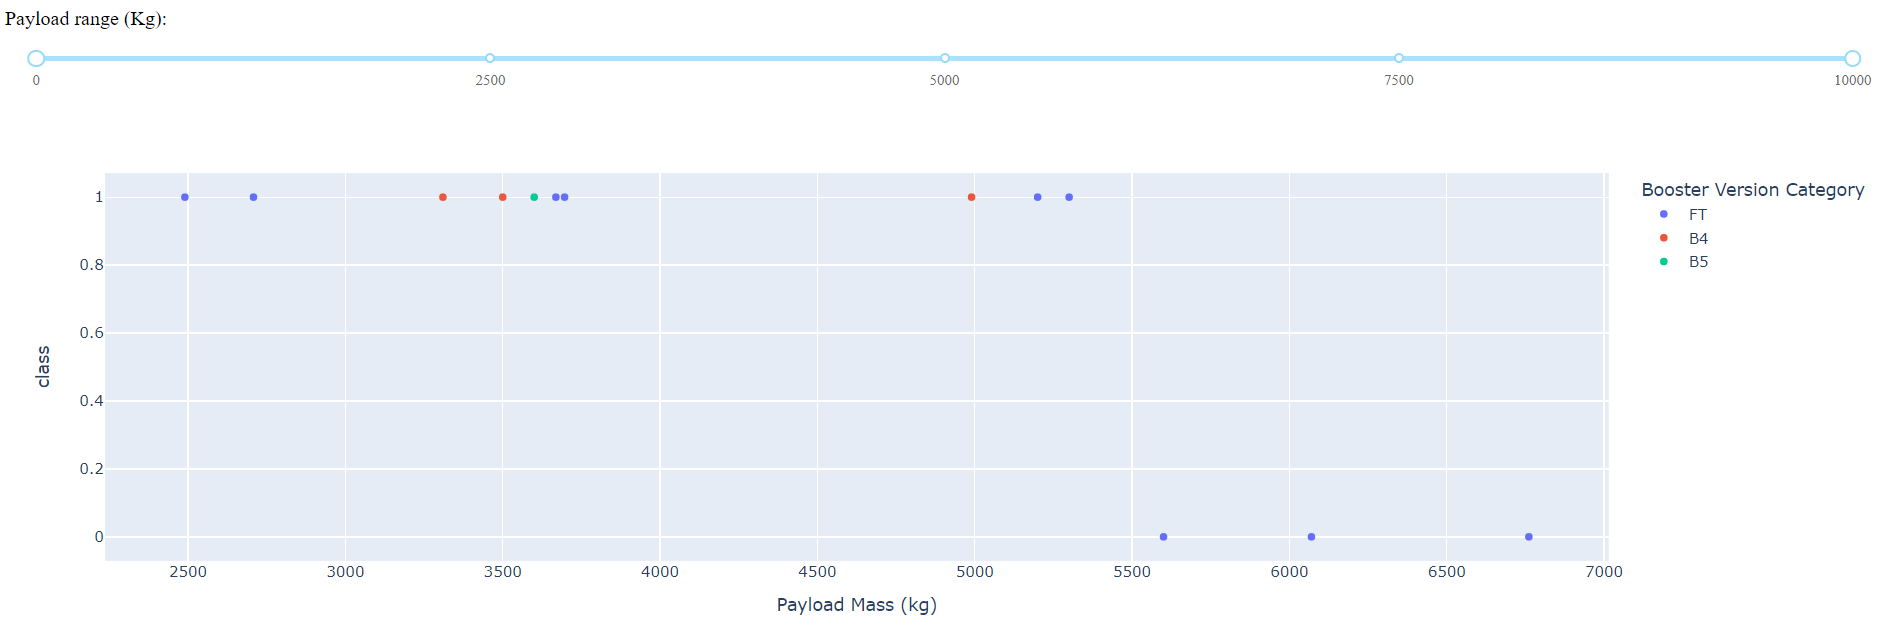 Payload range (Kg):
0 2500 5000 7500 10000
Booster Version Category
FT
B4
B5
1
0.8
0.6
0.4
0.2
0
class
2500 3000 3500 4000 4500 5000 5500 6000 6500 7000
Payload Mass (kg)